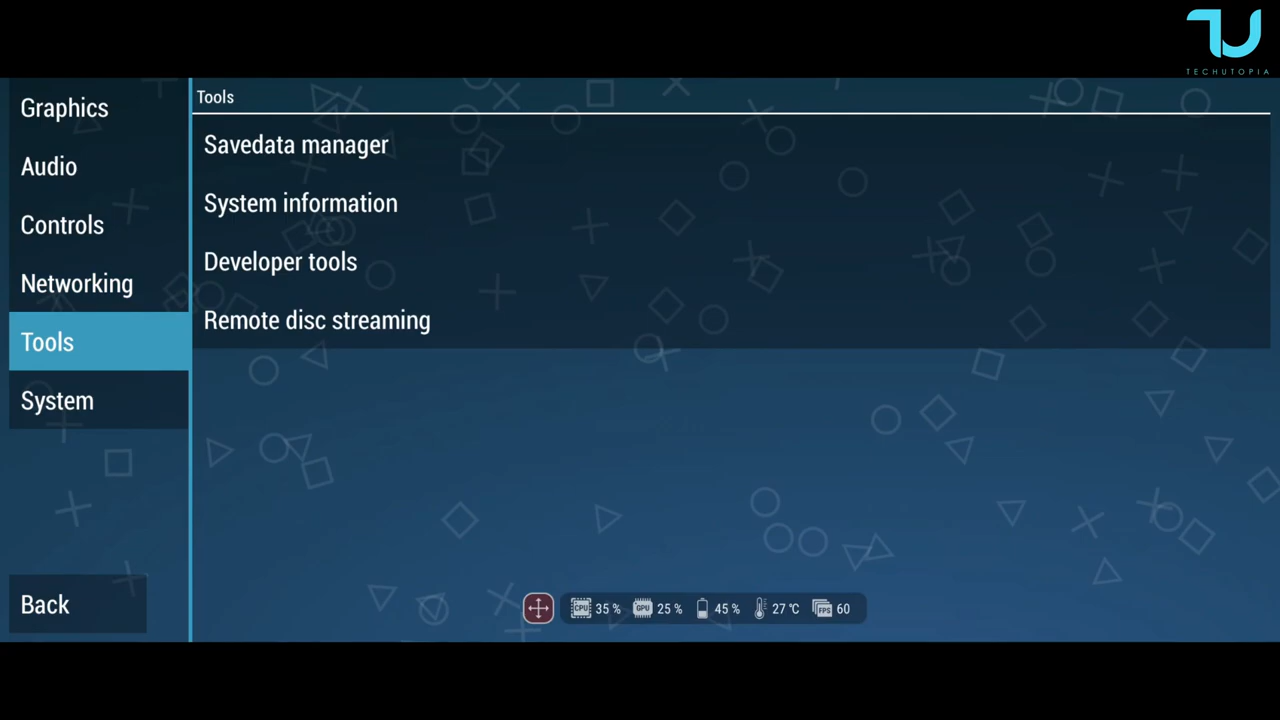 TECHUTOPIA
Graphics
Audio
Controls
Networking
Tools
System
Back
Tools
Savedata manager
System information
Developer tools
Remote disc streaming
CPU 35 % GPU 25 % 45 % 27 °C FPS 60